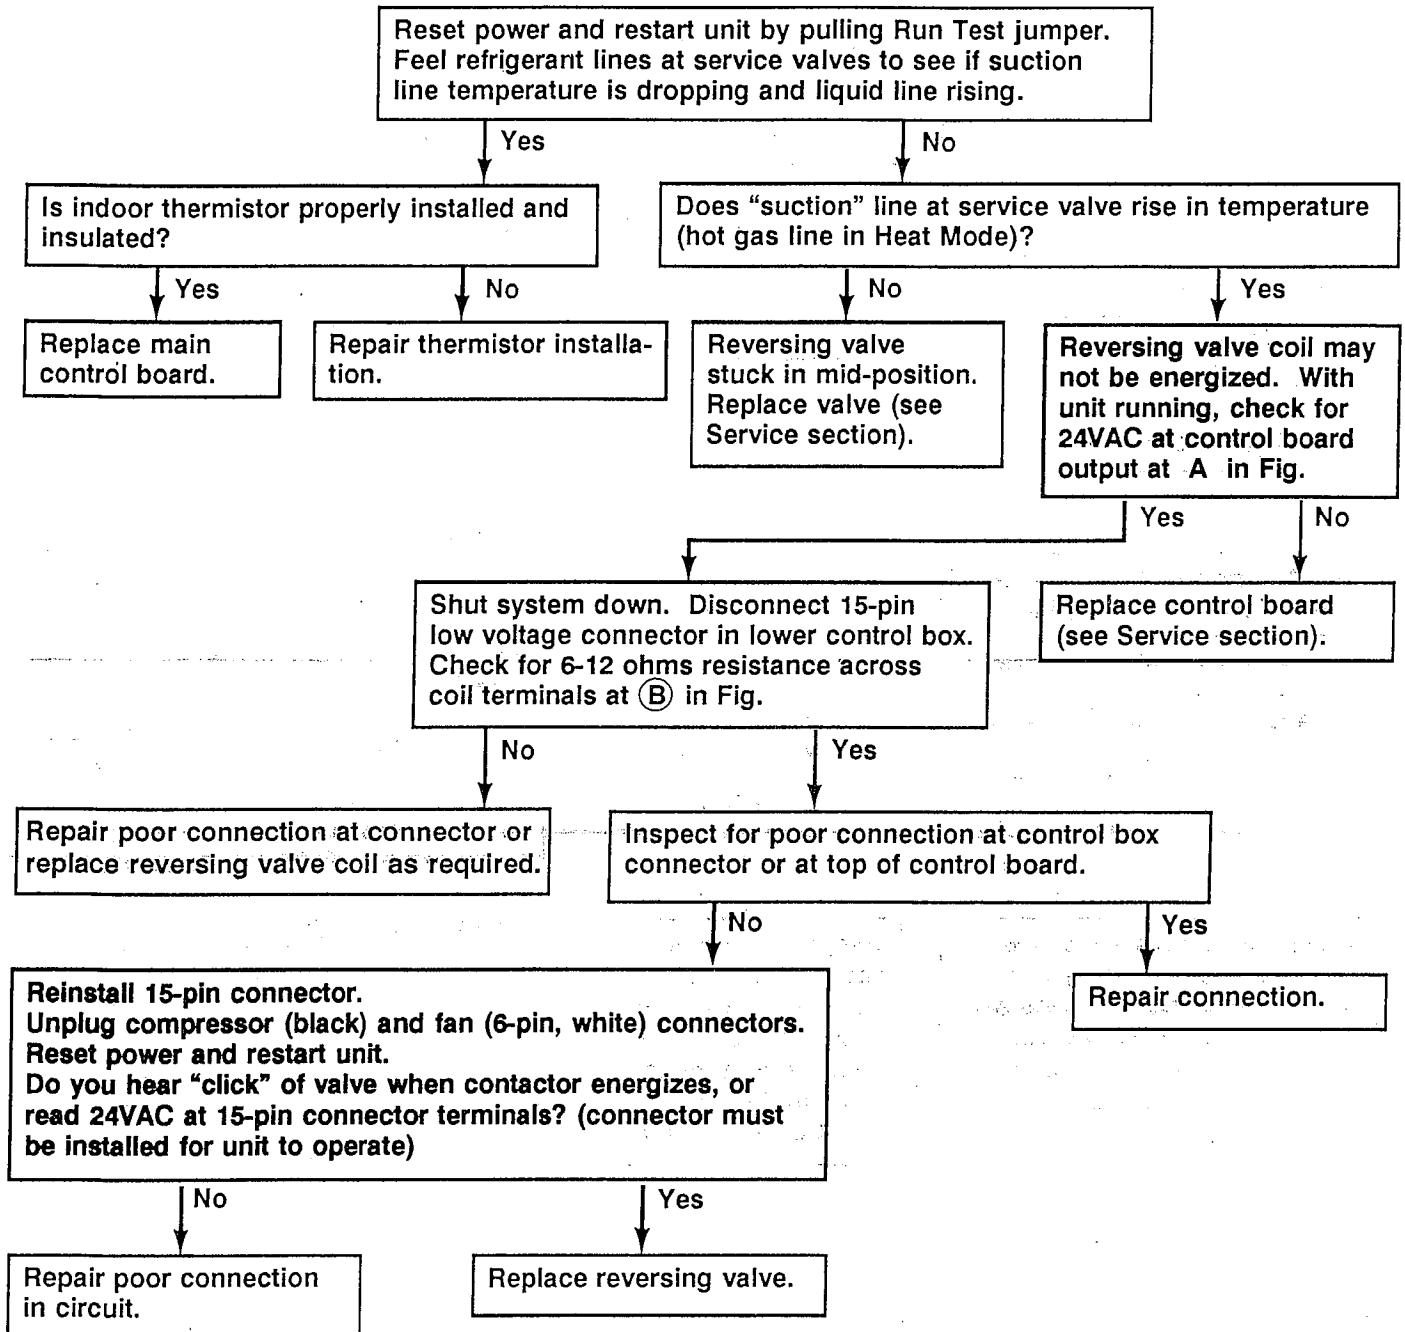 Reset power and restart unit by pulling Run Test jumper.
Feel refrigerant lines at service valves to see if suction
line temperature is dropping and liquid line rising.
Yes
No
Is indoor thermistor properly installed and
insulated?
Does "suction" line at service valve rise in temperature
(hot gas line in Heat Mode)?
Yes
No
No
Yes
Replace main
control board.
Repair thermistor installa-
tion.
Reversing valve
stuck in mid-position.
Replace valve (see
Service section).
Reversing valve coil may
not be energized. With
unit running, check for
24VAC at control board
output at A in Fig.
Yes
No
Shut system down. Disconnect 15-pin
low voltage connector in lower control box.
Check for 6-12 ohms resistance across
coil terminals at B in Fig.
Replace control board
(see Service section).
No
Yes
Repair poor connection at connector or
replace reversing valve coil as required.
Inspect for poor connection at control box
connector or at top of control board.
No
Yes
Reinstall 15-pin connector.
Unplug compressor (black) and fan (6-pin, white) connectors.
Reset power and restart unit.
Do you hear "click" of valve when contactor energizes, or
read 24VAC at 15-pin connector terminals? (connector must
be installed for unit to operate)
Repair connection.
No
Yes
Repair poor connection
in circuit.
Replace reversing valve.